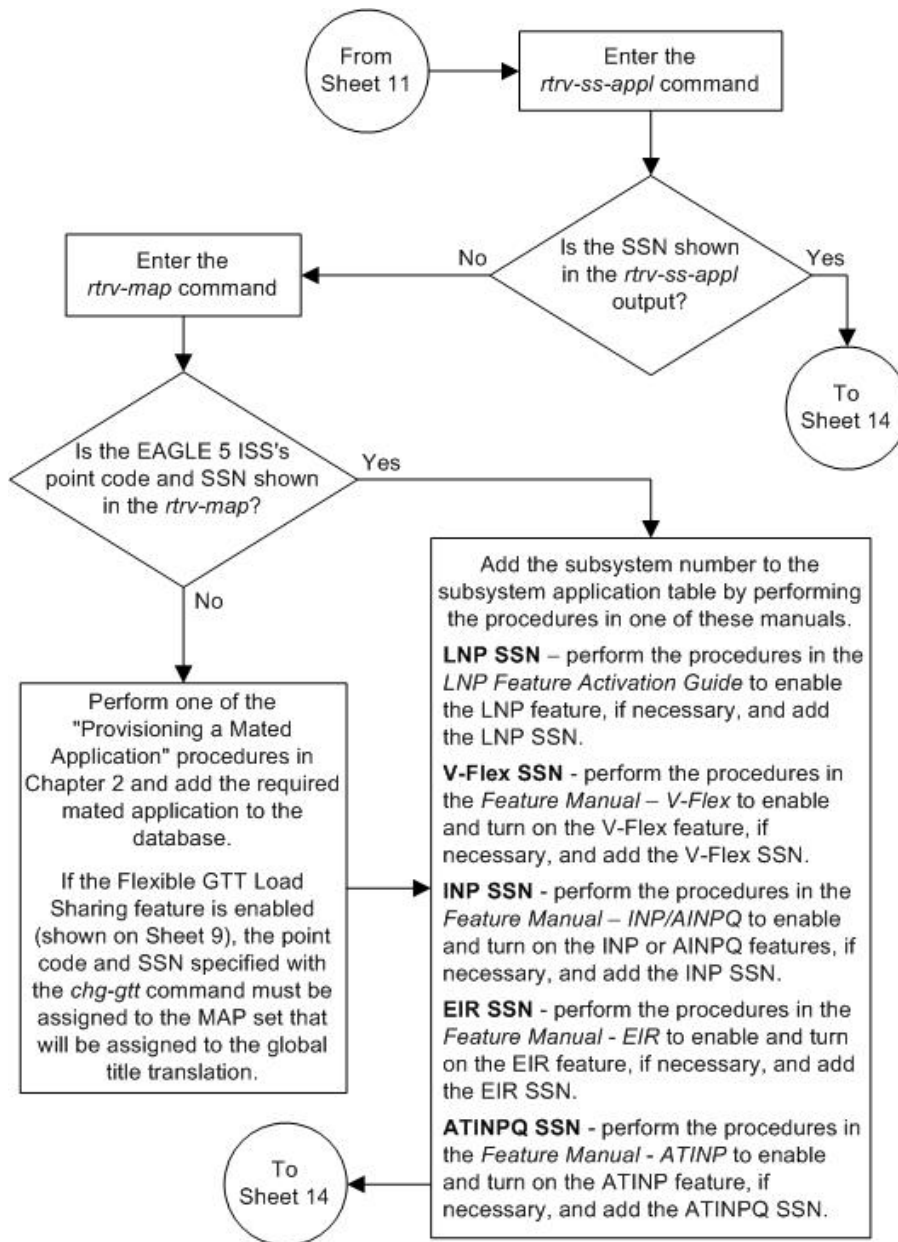 From
Sheet 11
Enter the
rtrv-ss-appl command
Is the SSN shown
in the rtrv-ss-appl
output?
No
Yes
Enter the
rtrv-map command
To
Sheet 14
Is the EAGLE 5 ISS's
point code and SSN shown
in the rtrv-map?
Yes
No
Add the subsystem number to the
subsystem application table by performing
the procedures in one of these manuals.
LNP SSN – perform the procedures in the
LNP Feature Activation Guide to enable
the LNP feature, if necessary, and add
the LNP SSN.
V-Flex SSN - perform the procedures in
the Feature Manual – V-Flex to enable
and turn on the V-Flex feature, if
necessary, and add the V-Flex SSN.
INP SSN - perform the procedures in the
Feature Manual – INP/AINPQ to enable
and turn on the INP or AINPQ features, if
necessary, and add the INP SSN.
EIR SSN - perform the procedures in the
Feature Manual - EIR to enable and turn
on the EIR feature, if necessary, and add
the EIR SSN.
ATINPQ SSN - perform the procedures in
the Feature Manual - ATINP to enable
and turn on the ATINP feature, if
necessary, and add the ATINPQ SSN.
Perform one of the
"Provisioning a Mated
Application" procedures in
Chapter 2 and add the required
mated application to the
database.
If the Flexible GTT Load
Sharing feature is enabled
(shown on Sheet 9), the point
code and SSN specified with
the chg-gtt command must be
assigned to the MAP set that
will be assigned to the global
title translation.
To
Sheet 14